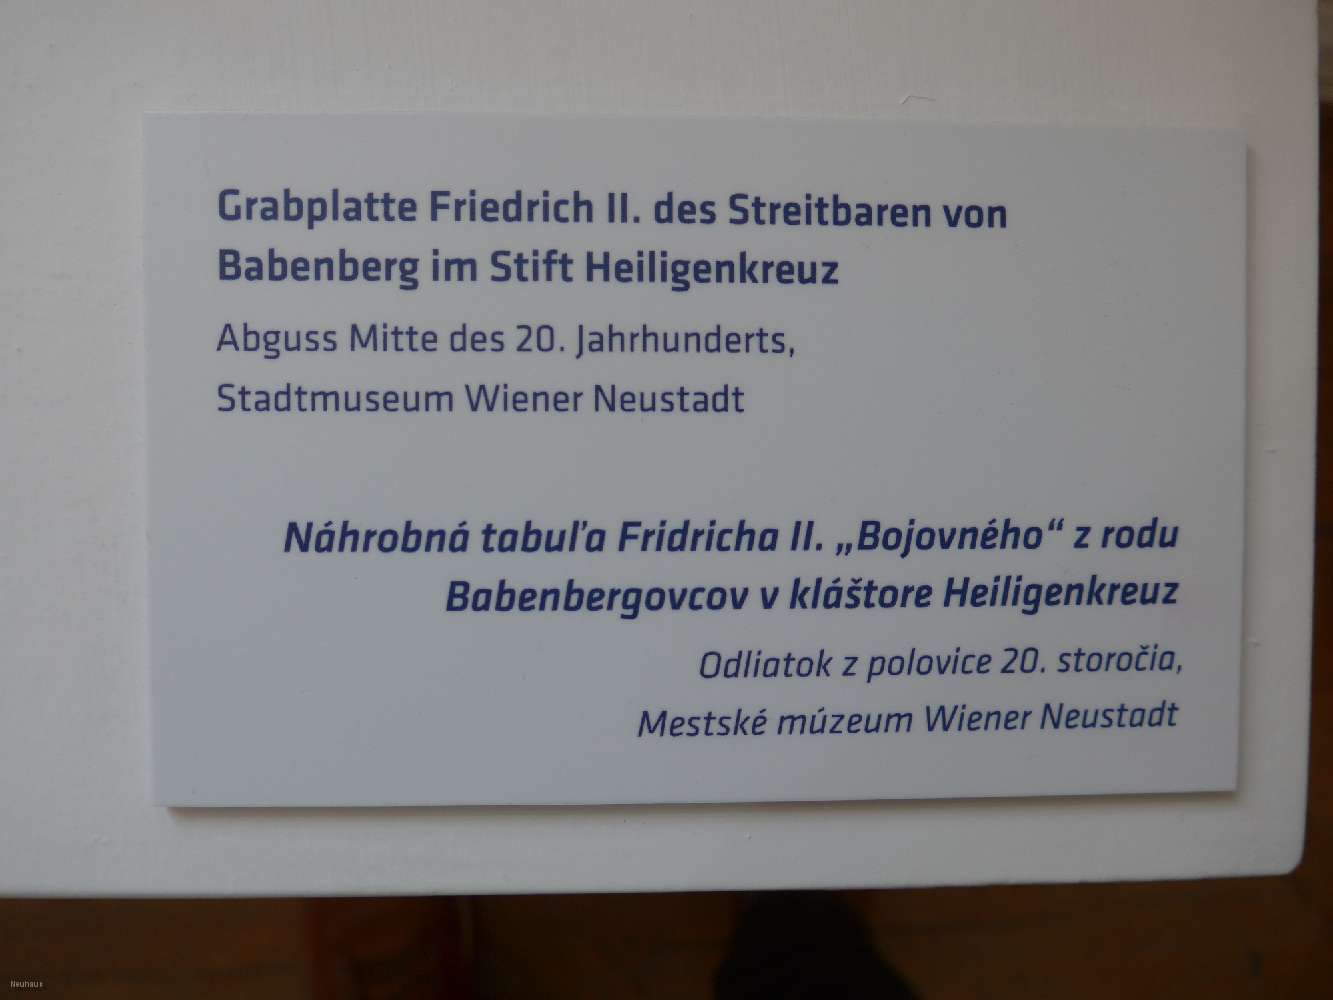 Grabplatte Friedrich II. des Streitbaren von
Babenberg im Stift Heiligenkreuz
Abguss Mitte des 20. Jahrhunderts,
Stadtmuseum Wiener Neustadt
Náhrobná tabuľa Fridricha II. „Bojovného“ z rodu
Babenbergovcov v kláštore Heiligenkreuz
Odliatok z polovice 20. storočia,
Mestské múzeum Wiener Neustadt
Neuhaus